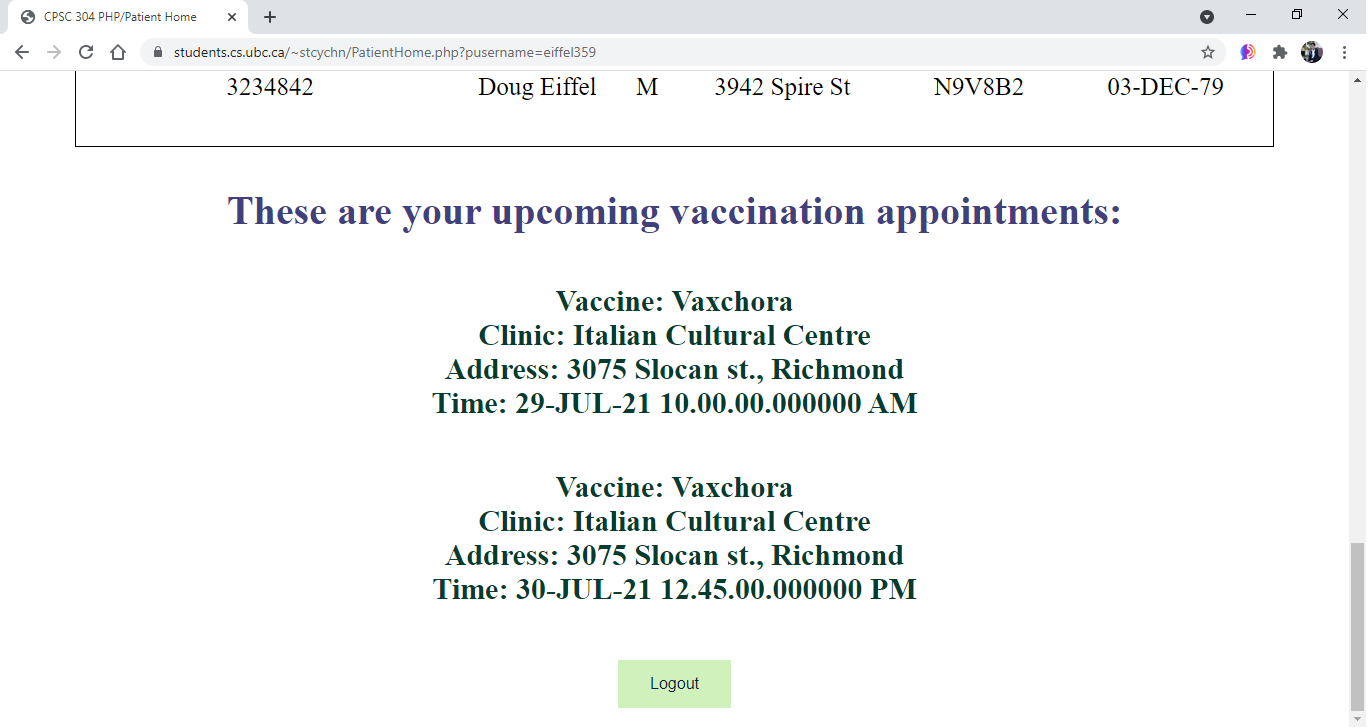 CPSC 304 PHP/Patient Home
students.cs.ubc.ca/~stcychn/PatientHome.php?pusername=eiffel359
3234842 Doug Eiffel M 3942 Spire St N9V8B2 03-DEC-79
These are your upcoming vaccination appointments:
Vaccine: Vaxchora
Clinic: Italian Cultural Centre
Address: 3075 Slocan st., Richmond
Time: 29-JUL-21 10.00.00.000000 AM
Vaccine: Vaxchora
Clinic: Italian Cultural Centre
Address: 3075 Slocan st., Richmond
Time: 30-JUL-21 12.45.00.000000 PM
Logout